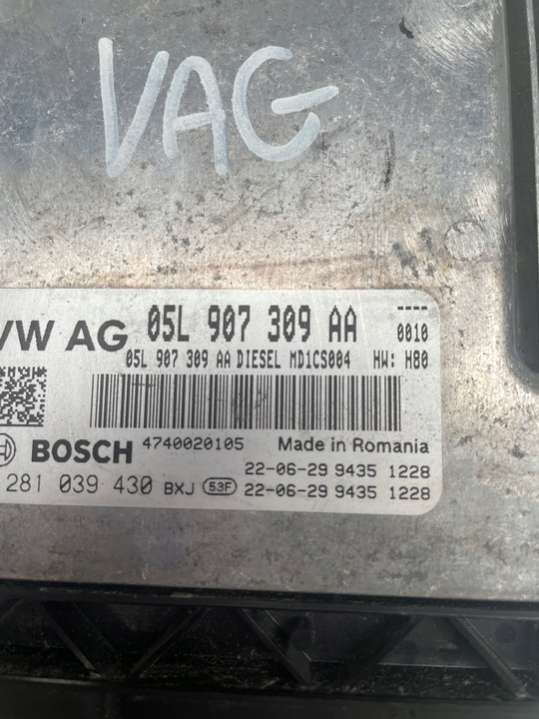 VAG
VW AG 05L 907 309 AA ----
0010
05L 907 309 AA DIESEL MD1CS004 HW: H80
BOSCH 4740020105 Made in Romania
22-06-29 9435 1228
281 039 430 BXJ 53F 22-06-29 9435 1228